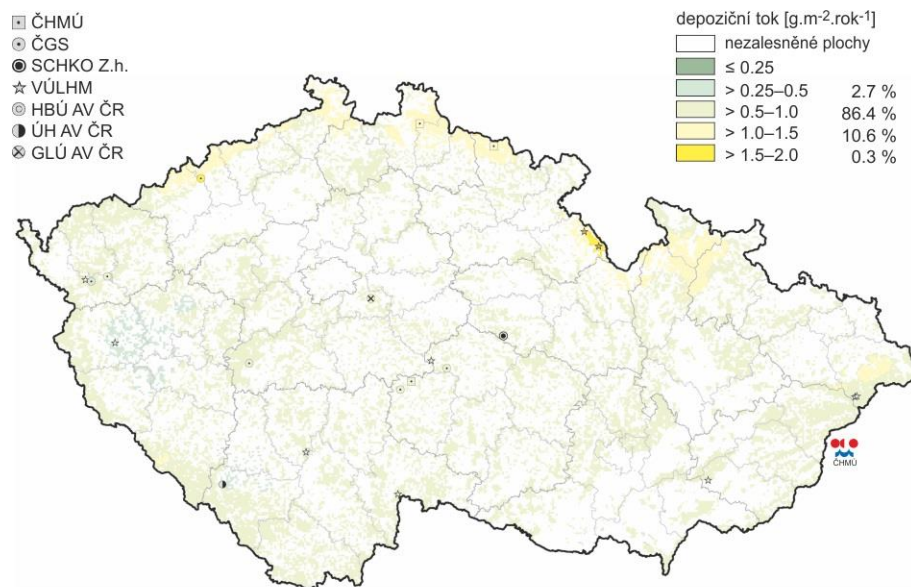 ČHMÚ
ČGS
SCHKO Z.h.
VÚLHM
HBÚ AV ČR
ÚH AV ČR
GLÚ AV ČR
depoziční tok [g.m-2.rok-1]
nezalesněné plochy
≤ 0.25
> 0.25–0.5 2.7 %
> 0.5–1.0 86.4 %
> 1.0–1.5 10.6 %
> 1.5–2.0 0.3 %
ČHMÚ